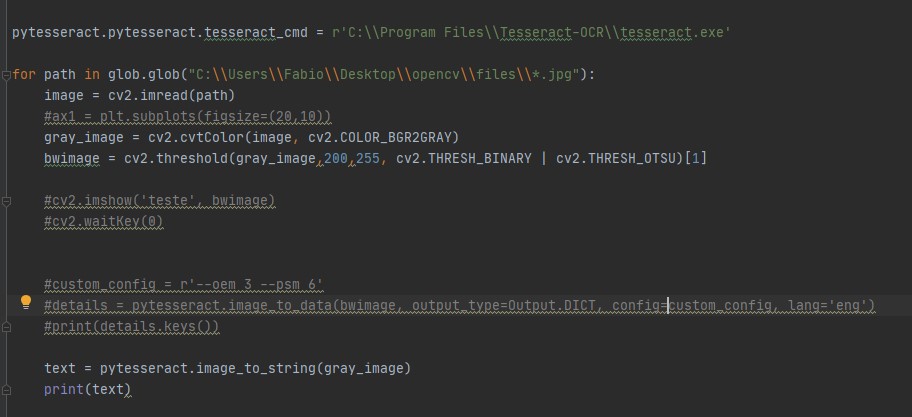 pytesseract.pytesseract.tesseract_cmd = r'C:\\Program Files\\Tesseract-OCR\\tesseract.exe'
for path in glob.glob("C:\\Users\\Fabio\\Desktop\\opencv\\files\\*.jpg"):
image = cv2.imread(path)
#ax1 = plt.subplots(figsize=(20,10))
gray_image = cv2.cvtColor(image, cv2.COLOR_BGR2GRAY)
bwimage = cv2.threshold(gray_image,200,255, cv2.THRESH_BINARY | cv2.THRESH_OTSU)[1]
#cv2.imshow('teste', bwimage)
#cv2.waitKey(0)
#custom_config = r'--oem 3 --psm 6'
#details = pytesseract.image_to_data(bwimage, output_type=Output.DICT, config=custom_config, lang='eng')
#print(details.keys())
text = pytesseract.image_to_string(gray_image)
print(text)